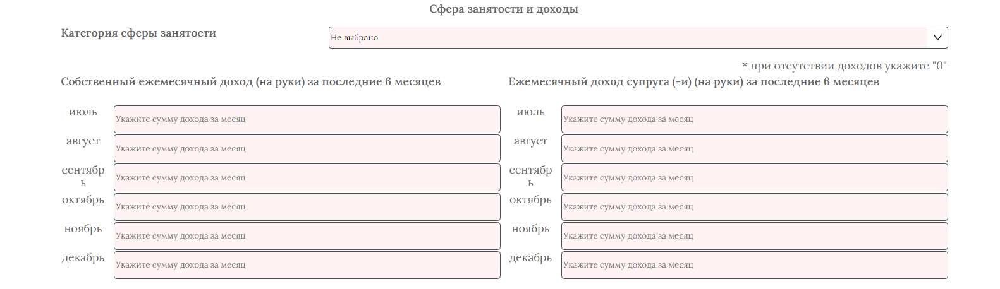 Сфера занятости и доходы
Категория сферы занятости
Не выбрано
* при отсутствии доходов укажите "0"
Собственный ежемесячный доход (на руки) за последние 6 месяцев
июль
Укажите сумму дохода за месяц
август
Укажите сумму дохода за месяц
сентябр
ь
Укажите сумму дохода за месяц
октябрь
Укажите сумму дохода за месяц
ноябрь
Укажите сумму дохода за месяц
декабрь
Укажите сумму дохода за месяц
Ежемесячный доход супруга (-и) (на руки) за последние 6 месяцев
июль
Укажите сумму дохода за месяц
август
Укажите сумму дохода за месяц
сентябр
ь
Укажите сумму дохода за месяц
октябрь
Укажите сумму дохода за месяц
ноябрь
Укажите сумму дохода за месяц
декабрь
Укажите сумму дохода за месяц